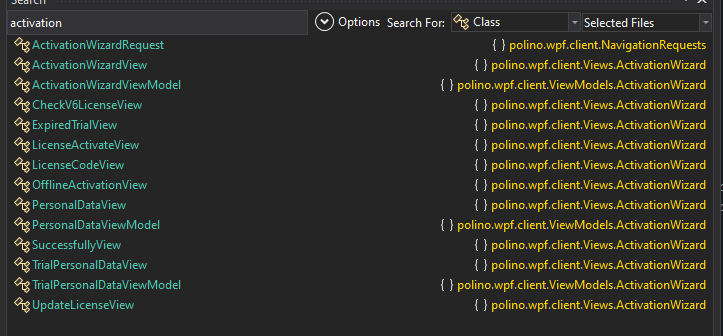 Search
activation Options Search For: Class Selected Files
ActivationWizardRequest { } polino.wpf.client.NavigationRequests
ActivationWizardView { } polino.wpf.client.Views.ActivationWizard
ActivationWizardViewModel { } polino.wpf.client.ViewModels.ActivationWizard
CheckV6LicenseView { } polino.wpf.client.Views.ActivationWizard
ExpiredTrialView { } polino.wpf.client.Views.ActivationWizard
LicenseActivateView { } polino.wpf.client.Views.ActivationWizard
LicenseCodeView { } polino.wpf.client.Views.ActivationWizard
OfflineActivationView { } polino.wpf.client.Views.ActivationWizard
PersonalDataView { } polino.wpf.client.Views.ActivationWizard
PersonalDataViewModel { } polino.wpf.client.ViewModels.ActivationWizard
SuccessfullyView { } polino.wpf.client.Views.ActivationWizard
TrialPersonalDataView { } polino.wpf.client.Views.ActivationWizard
TrialPersonalDataViewModel { } polino.wpf.client.ViewModels.ActivationWizard
UpdateLicenseView { } polino.wpf.client.Views.ActivationWizard